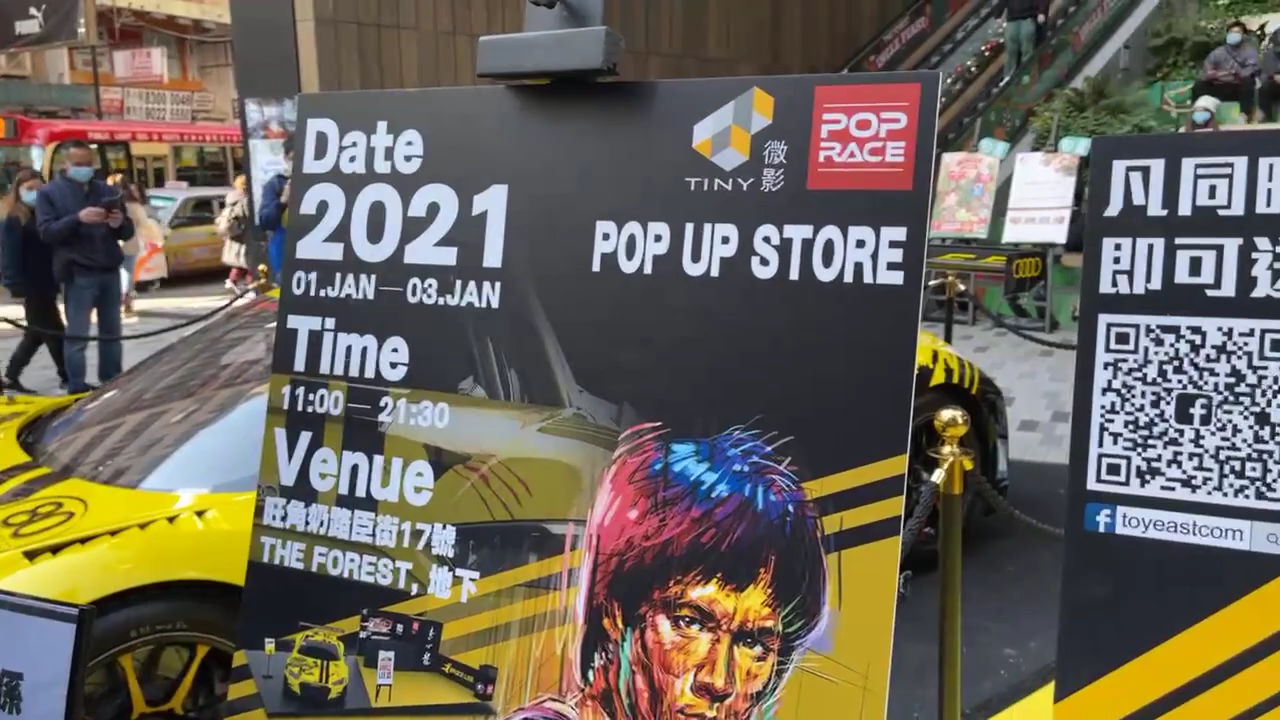 Date
2021
01.JAN—03.JAN
Time
11:00—21:30
Venue
旺角奶路臣街17號
THE FOREST, 地下
TINY 微影
POP
RACE
POP UP STORE
凡同時
即可
toyeastcom